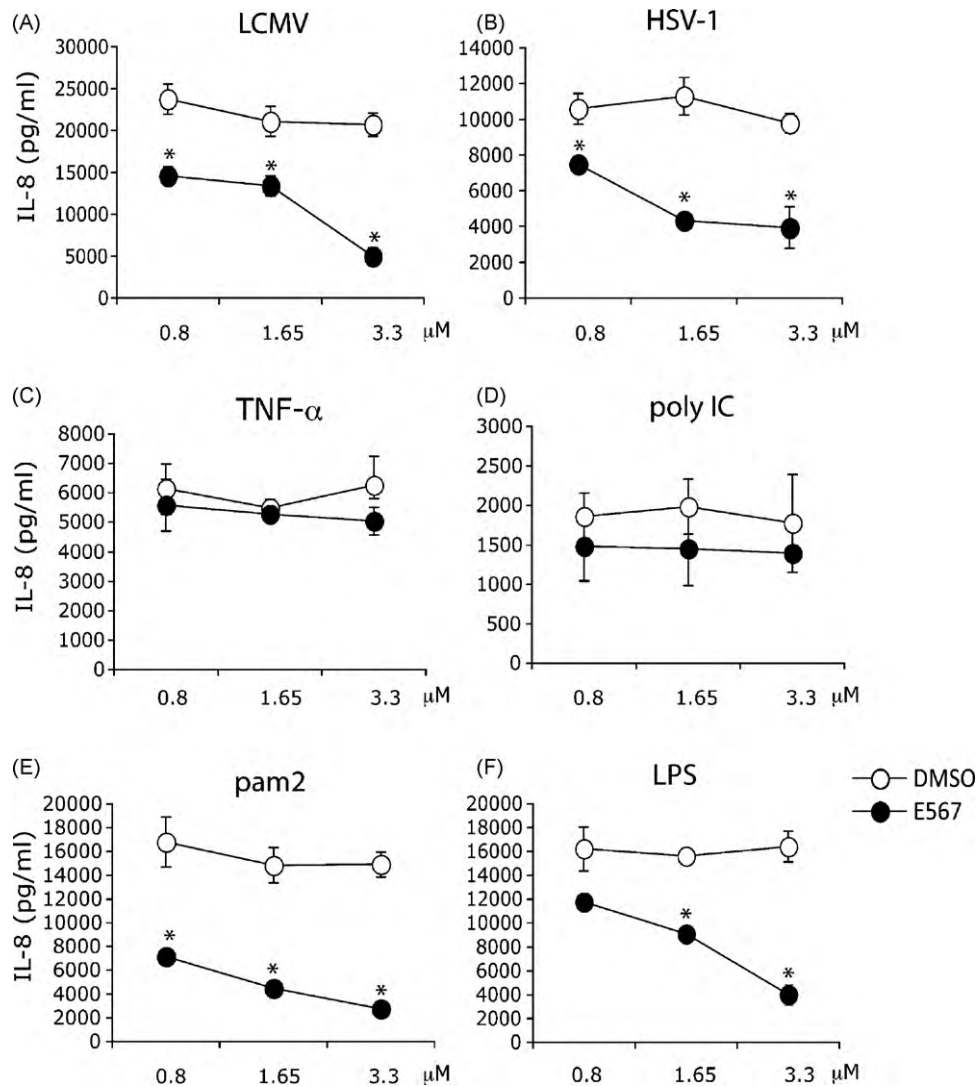 (A) LCMV
IL-8 (pg/ml)
30000
25000
20000
15000
10000
5000
0
* * *
0.8 1.65 3.3 μM
(B) HSV-1
14000
12000
10000
8000
6000
4000
2000
0
* * *
0.8 1.65 3.3 μM
(C) TNF-α
IL-8 (pg/ml)
8000
7000
6000
5000
4000
3000
2000
1000
0
0.8 1.65 3.3 μM
(D) poly IC
3000
2500
2000
1500
1000
500
0
0.8 1.65 3.3 μM
(E) pam2
IL-8 (pg/ml)
20000
18000
16000
14000
12000
10000
8000
6000
4000
2000
0
* * *
0.8 1.65 3.3 μM
(F) LPS
20000
18000
16000
14000
12000
10000
8000
6000
4000
2000
0
* *
0.8 1.65 3.3 μM
DMSO
E567